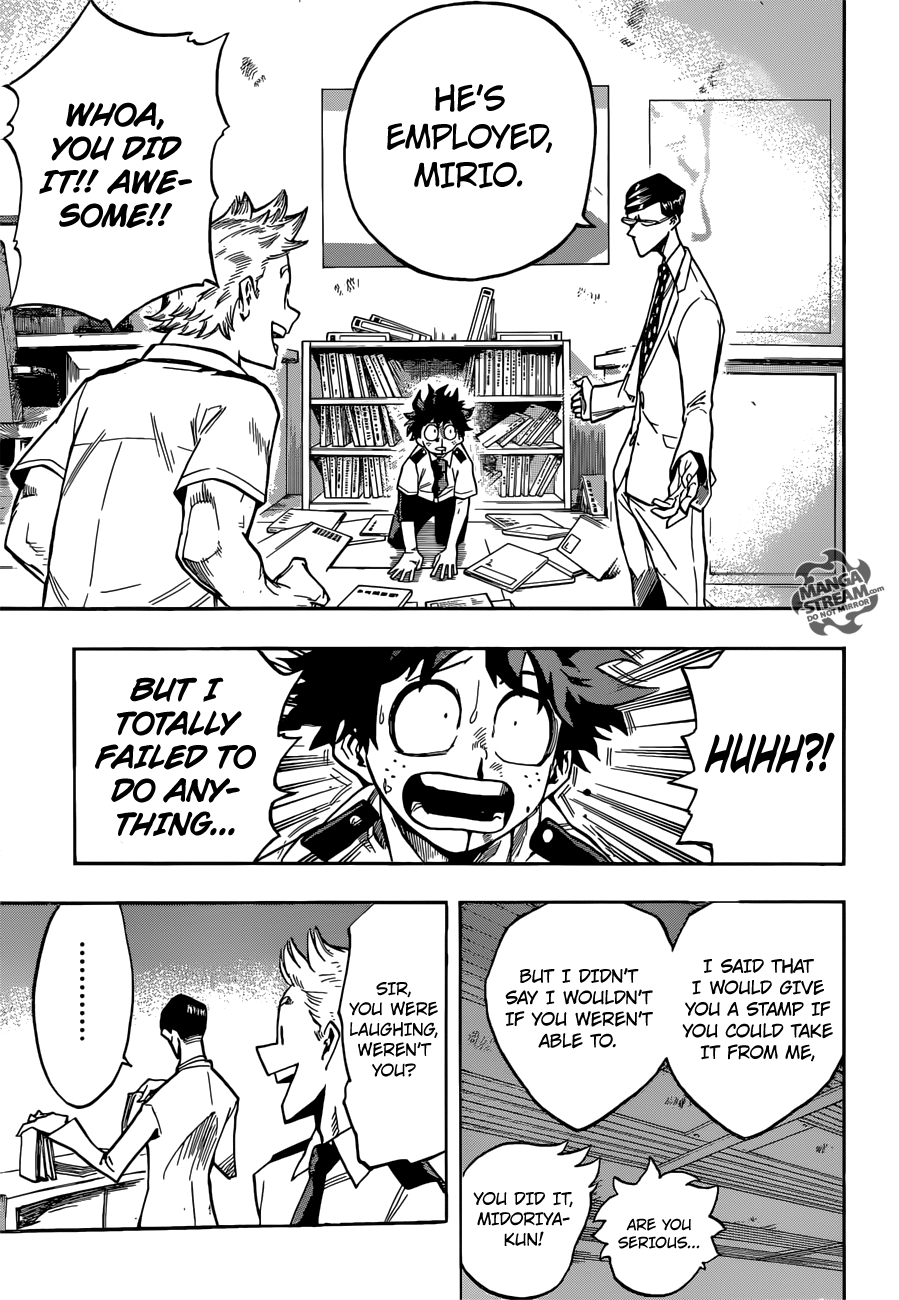 HE'S
EMPLOYED,
MIRIO.
WHOA,
YOU DID
IT!! AWE-
SOME!!
MANGA
STREAM.com
DO NOT MIRROR
HUHH?!
BUT I
TOTALLY
FAILED TO
DO ANY-
THING...
I SAID THAT
I WOULD GIVE
YOU A STAMP IF
YOU COULD TAKE
IT FROM ME,
BUT I DIDN'T
SAY I WOULDN'T
IF YOU WEREN'T
ABLE TO.
ARE YOU
SERIOUS...
YOU DID IT,
MIDORIYA-
KUN!
SIR,
YOU WERE
LAUGHING,
WEREN'T
YOU?
.........